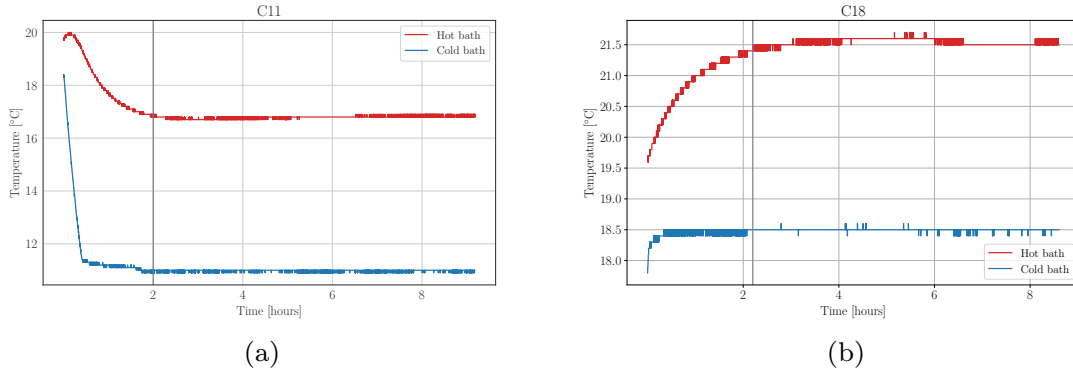 C11
20
18
16
14
12
Temperature [°C]
2
4
6
8
Time [hours]
Hot bath
Cold bath
(a)
C18
21.5
21.0
20.5
20.0
19.5
19.0
18.5
18.0
Temperature [°C]
2
4
6
8
Time [hours]
Hot bath
Cold bath
(b)